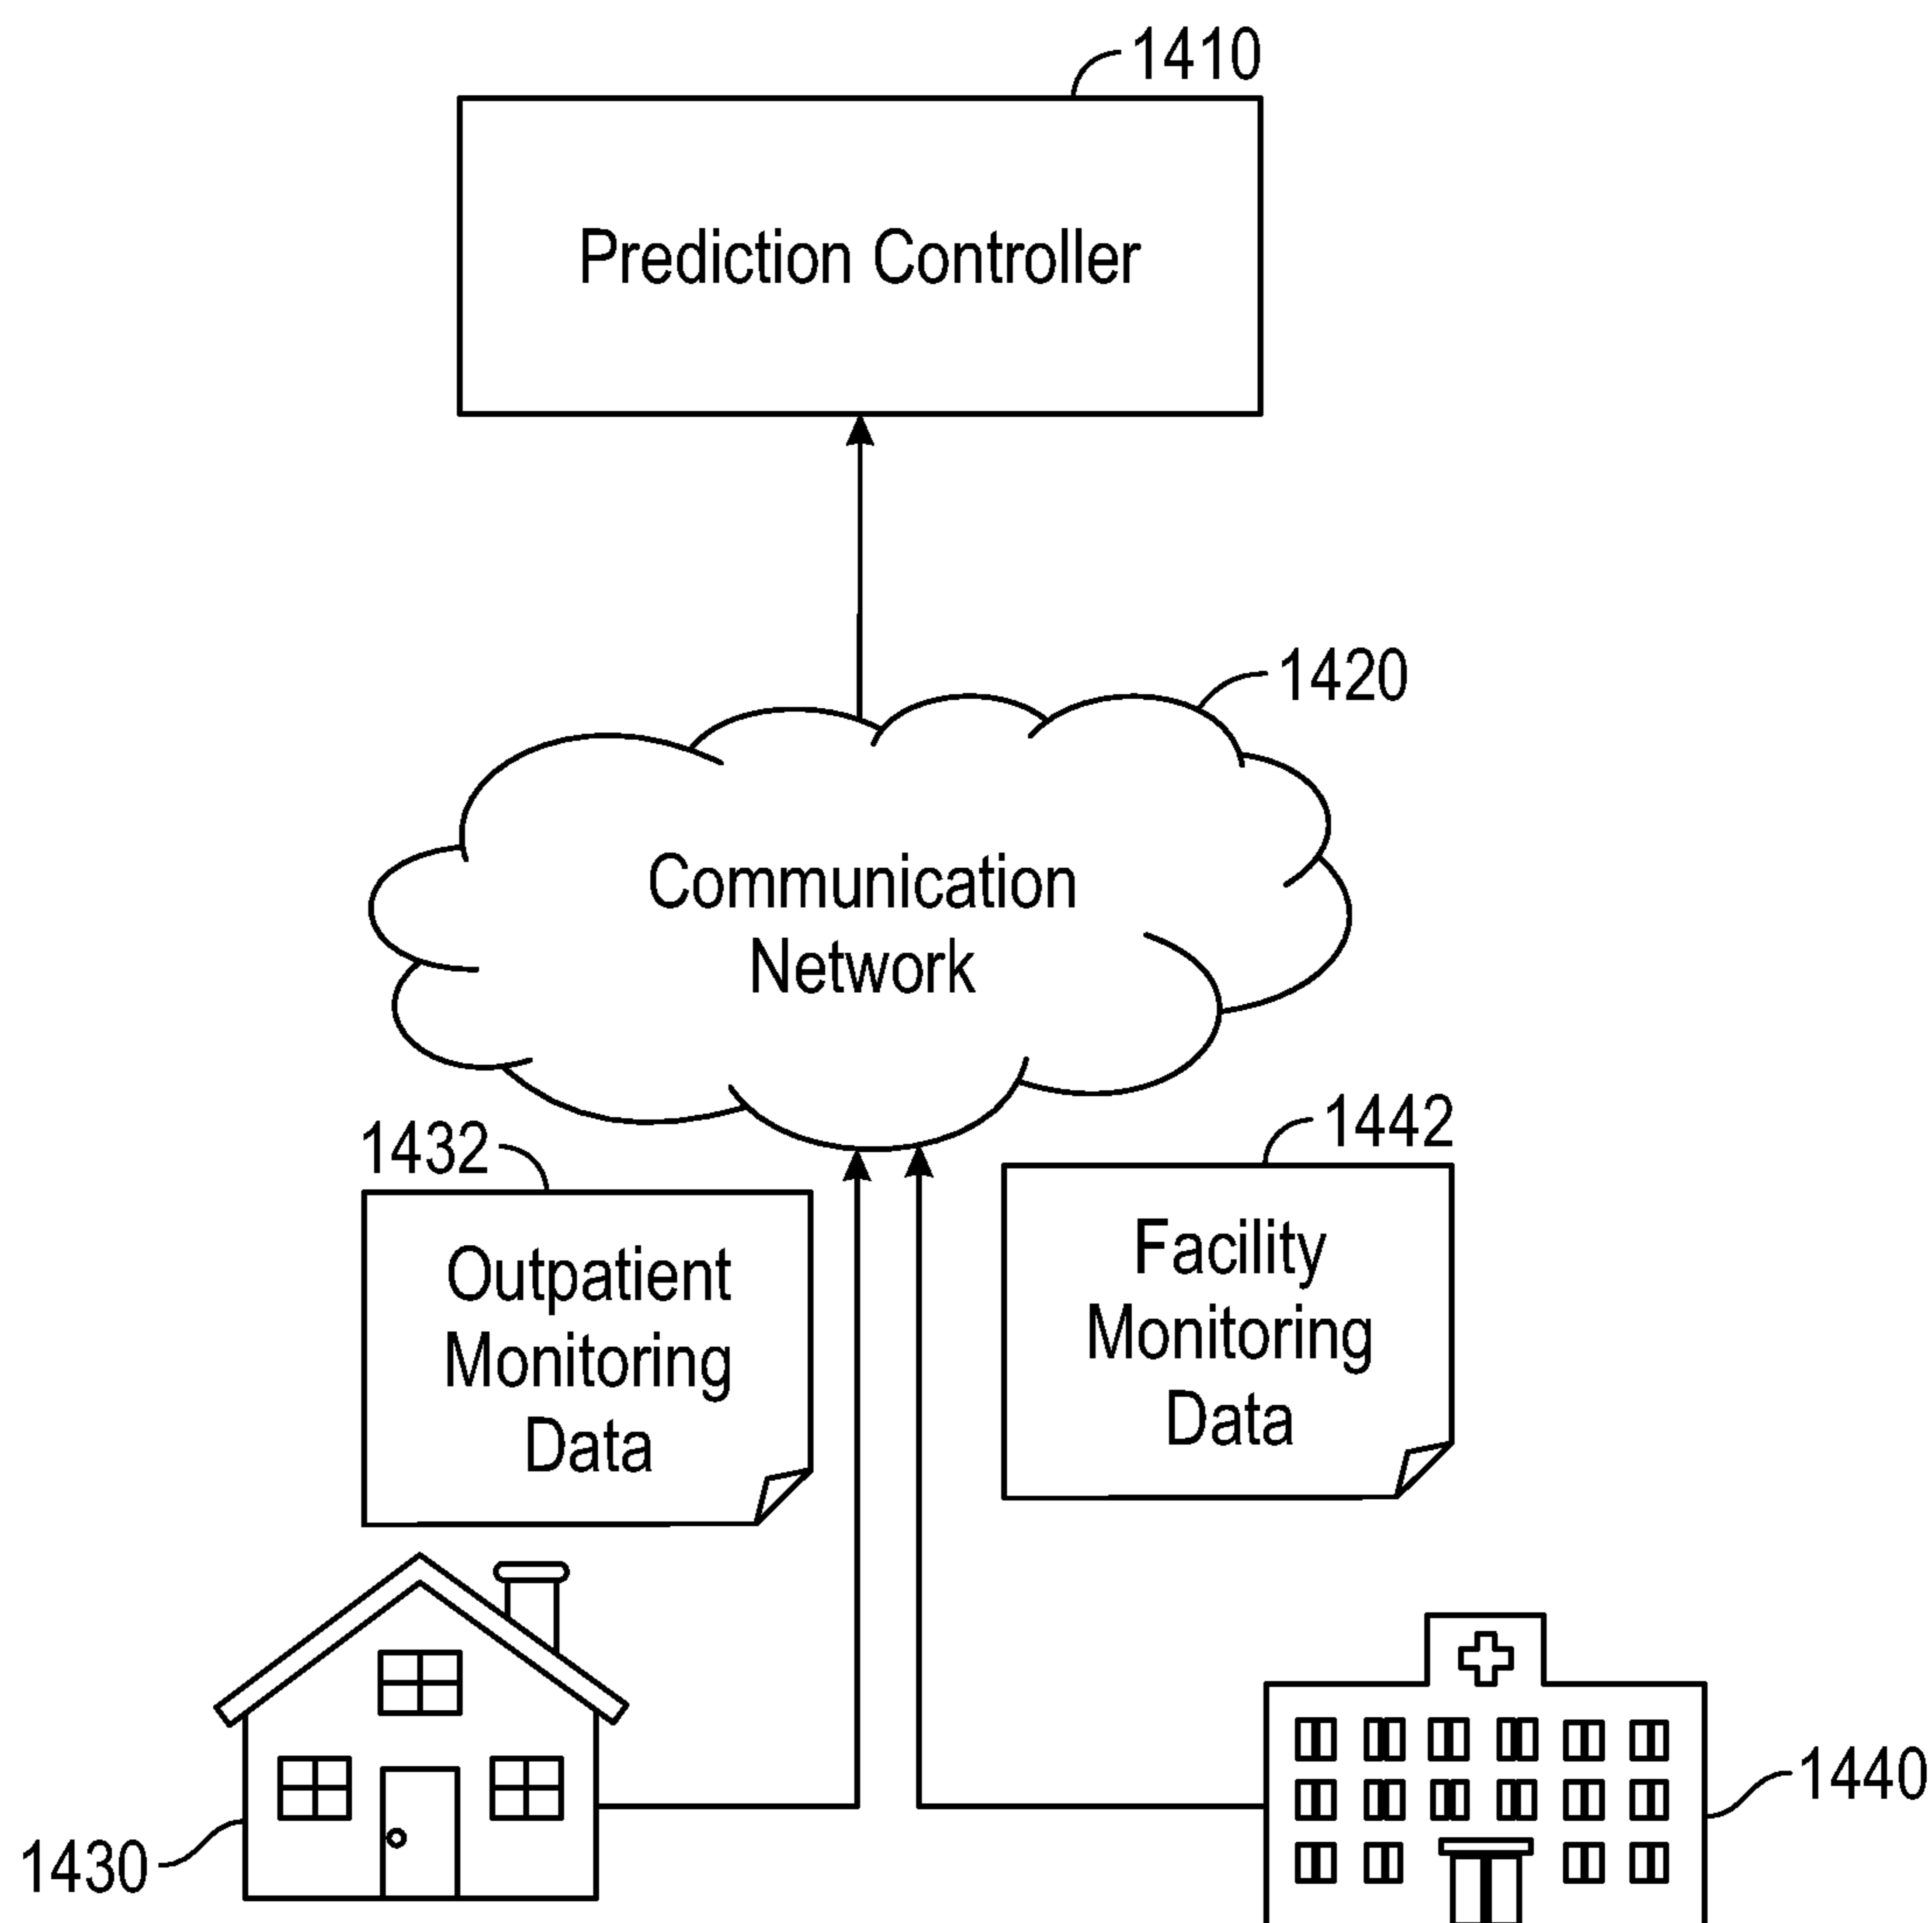 1410
Prediction Controller
1420
Communication
Network
1432
1442
Outpatient
Monitoring
Data
Facility
Monitoring
Data
1430
1440